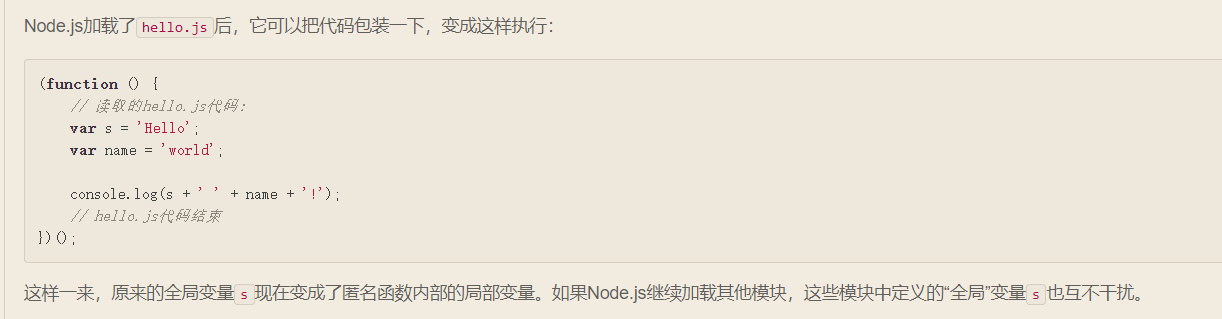 Node.js加载了hello.js后，它可以把代码包装一下，变成这样执行：
(function () {
    // 读取的hello.js代码:
    var s = 'Hello';
    var name = 'world';

    console.log(s + ' ' + name + '!');
    // hello.js代码结束
})();
这样一来，原来的全局变量s现在变成了匿名函数内部的局部变量。如果Node.js继续加载其他模块，这些模块中定义的“全局”变量s也互不干扰。